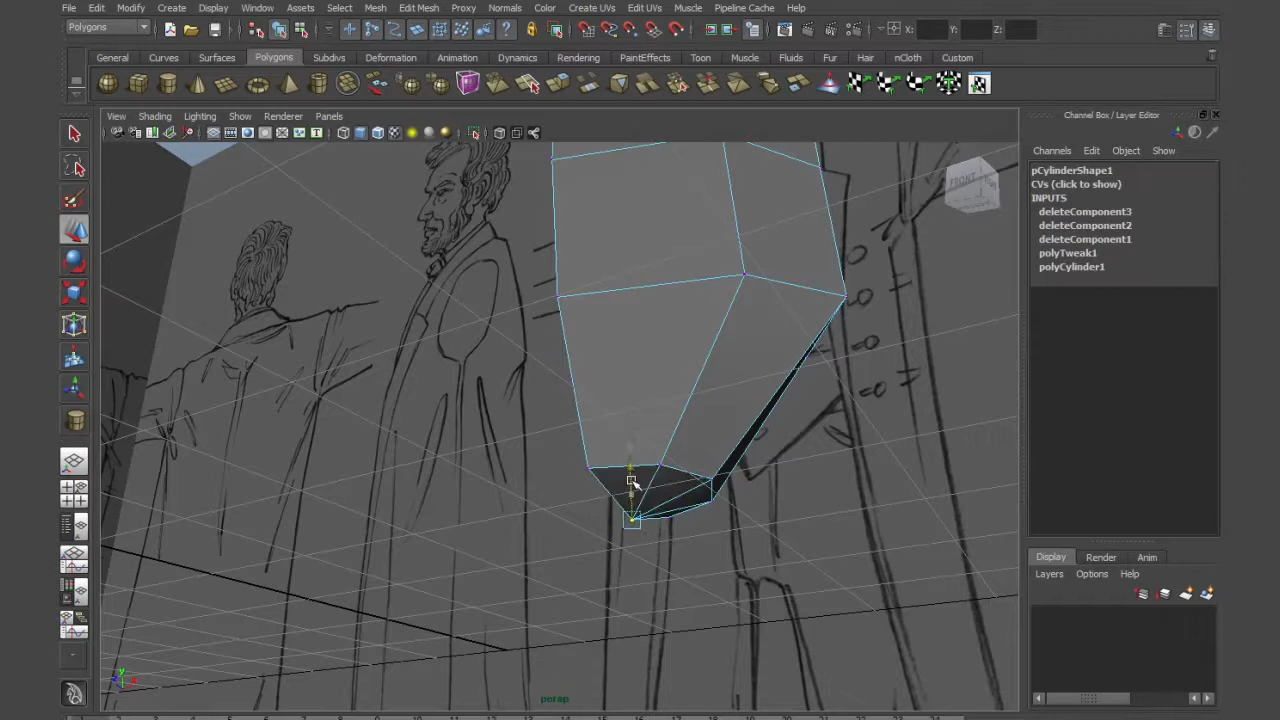 File Edit Modify Create Display Window Assets Select Mesh Edit Mesh Proxy Normals Color Create UVs Edit UVs Muscle Pipeline Cache Help
Polygons X: Y: Z:
General Curves Surfaces Polygons Subdivs Deformation Animation Dynamics Rendering PaintEffects Toon Muscle Fluids Fur Hair nCloth Custom
View Shading Lighting Show Renderer Panels
Channel Box / Layer Editor
Channels Edit Object Show
pCylinderShape1
CVs (click to show)
INPUTS
deleteComponent3
deleteComponent2
deleteComponent1
polyTweak1
polyCylinder1
FRONT
Display Render Anim
Layers Options Help
persp